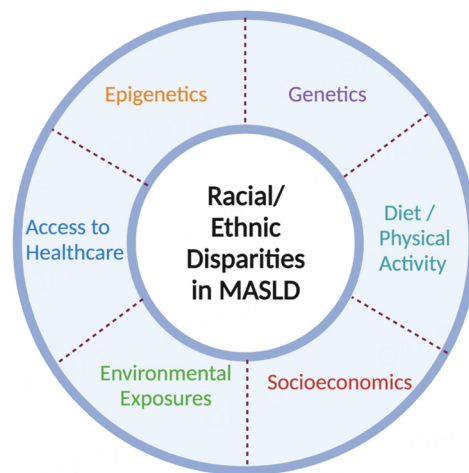 Epigenetics
Genetics
Access to
Healthcare
Racial/
Ethnic
Disparities
in MASLD
Diet /
Physical
Activity
Environmental
Exposures
Socioeconomics